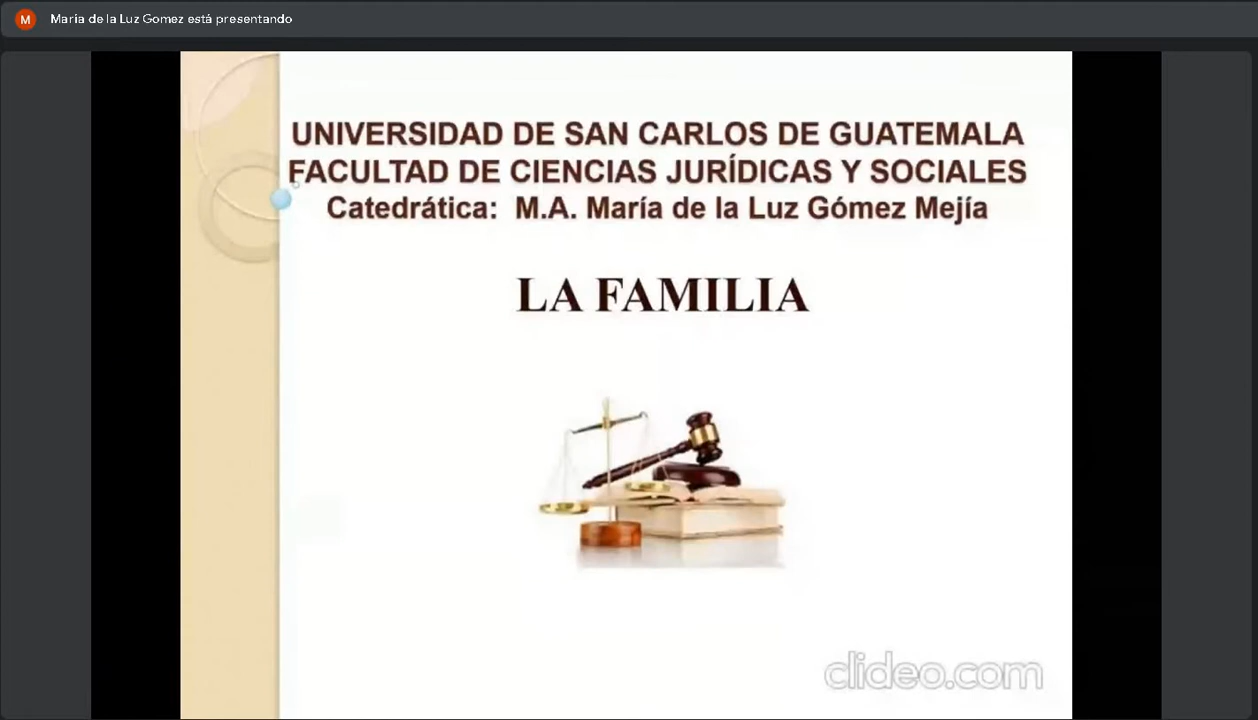 M
Maria de la Luz Gomez está presentando
UNIVERSIDAD DE SAN CARLOS DE GUATEMALA
FACULTAD DE CIENCIAS JURÍDICAS Y SOCIALES
Catedrática: M.A. María de la Luz Gómez Mejía
LA FAMILIA
clideo.com